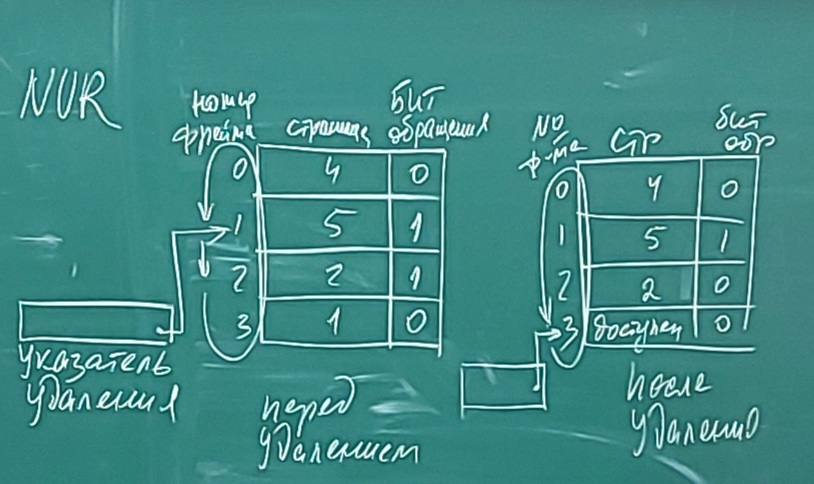 NUR
номер фрейма
страница
бит обращения
0 4 0
1 5 1
2 2 1
3 1 0
указатель удаления
перед удалением
No ф-ма
стр
бит обр
0 4 0
1 5 1
2 2 0
3 доступен 0
после удаления